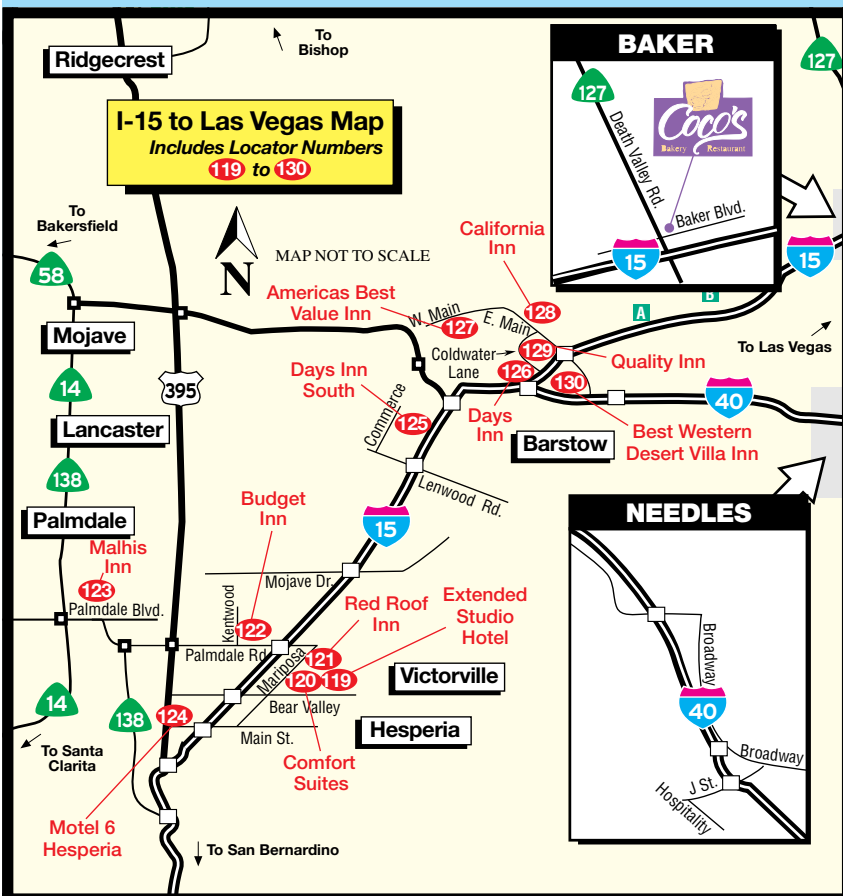 To
Bishop
Ridgecrest
BAKER
127
127
Death Valley Rd.
Coco's
Bakery Restaurant
Baker Blvd.
15
I-15 to Las Vegas Map
Includes Locator Numbers
119 to 130
To
Bakersfield
58
N
MAP NOT TO SCALE
California
Inn
15
Americas Best
Value Inn
W. Main
E. Main
128
127
A
B
To Las Vegas
Mojave
Coldwater
Lane
129
Quality Inn
126
130
14
395
Days Inn
South
Commerce
125
Days
Inn
40
Lancaster
Barstow
Best Western
Desert Villa Inn
138
Lenwood Rd.
Palmdale
Budget
Inn
15
NEEDLES
Malhis
Inn
123
Palmdale Blvd.
Mojave Dr.
Kentwood
122
Red Roof
Inn
Extended
Studio
Hotel
Palmdale Rd.
Mariposa
121
120
119
Victorville
Broadway
14
138
124
Bear Valley
Hesperia
40
Main St.
To Santa
Clarita
Comfort
Suites
Broadway
J St.
Hospitality
Motel 6
Hesperia
To San Bernardino